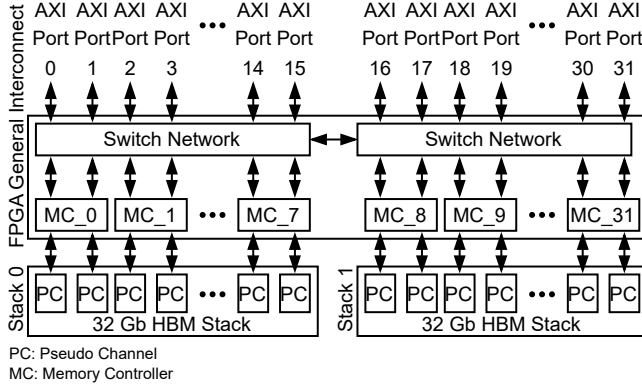 AXI AXI AXI AXI AXI AXI AXI AXI AXI AXI AXI AXI
Port Port Port Port ••• Port Port Port Port Port Port ••• Port Port
0 1 2 3 14 15 16 17 18 19 30 31
FPGA General Interconnect
Switch Network Switch Network
MC_0 MC_1 ••• MC_7 MC_8 MC_9 ••• MC_31
Stack 0
PC PC PC PC ••• PC PC
32 Gb HBM Stack
Stack 1
PC PC PC PC ••• PC PC
32 Gb HBM Stack
PC: Pseudo Channel
MC: Memory Controller